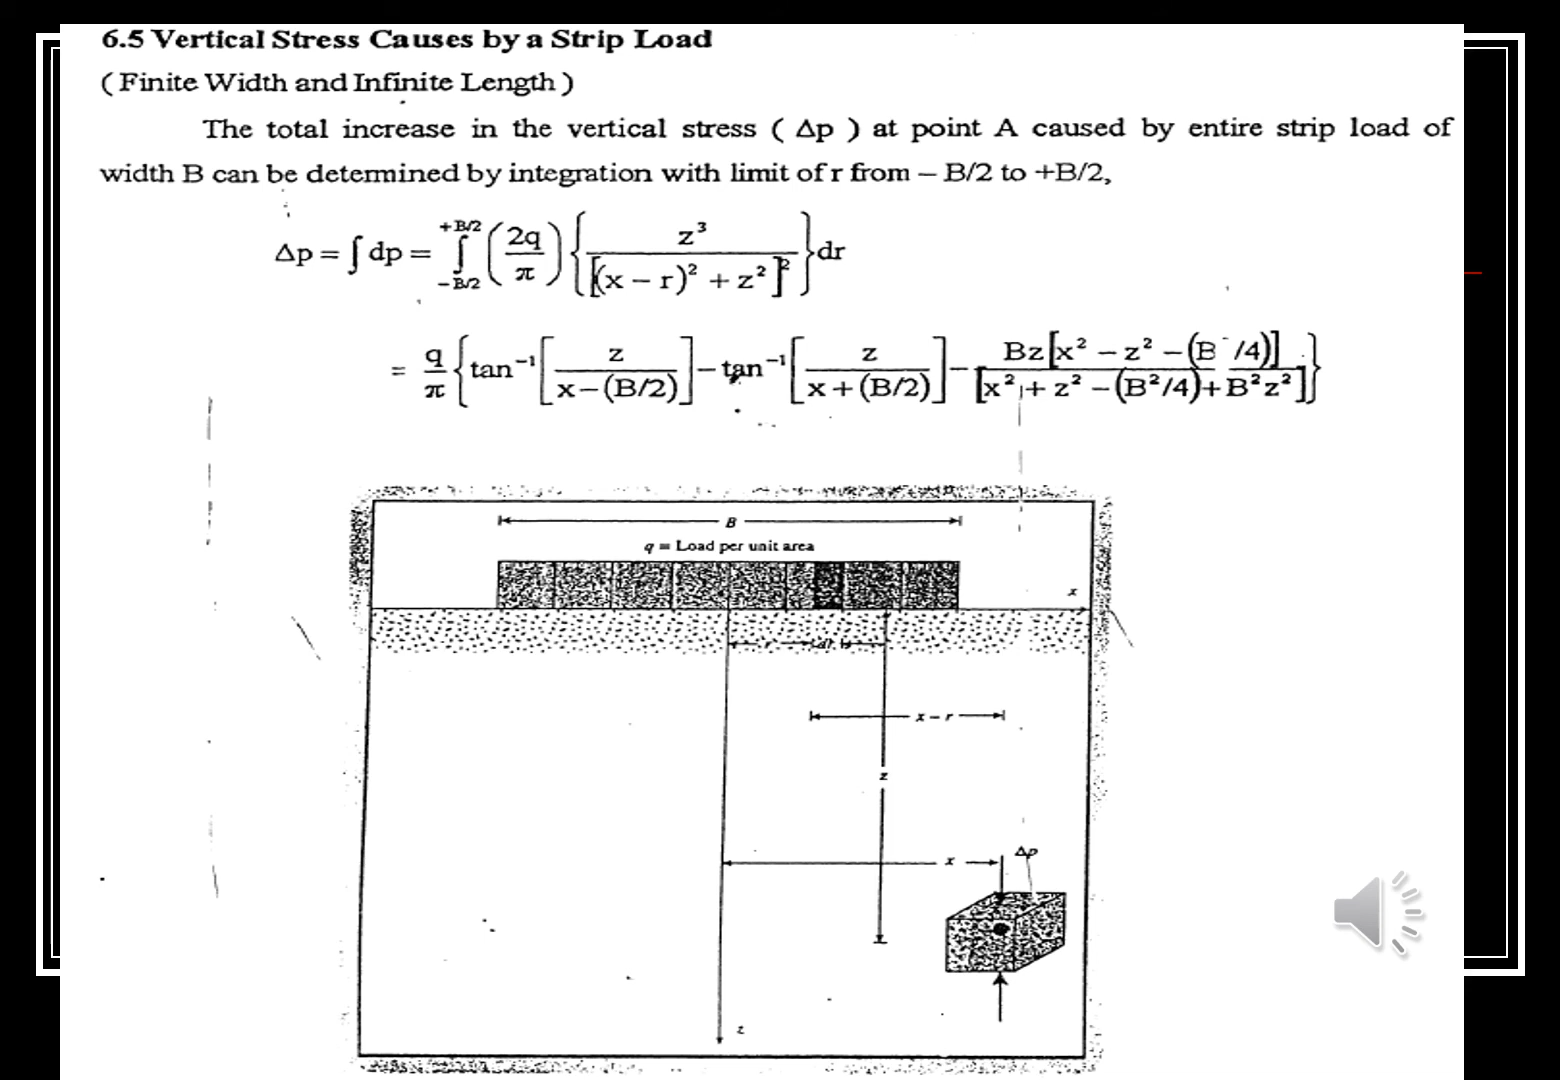 6.5 Vertical Stress Causes by a Strip Load
( Finite Width and Infinite Length )
The total increase in the vertical stress ( Δp ) at point A caused by entire strip load of
width B can be determined by integration with limit of r from – B/2 to +B/2,
Δp = ∫ dp = ∫_{-B/2}^{+B/2} (2q/π) { z³ / [(x – r)² + z²]² } dr
= q/π { tan⁻¹ [ z / (x – (B/2)) ] – tan⁻¹ [ z / (x + (B/2)) ] – Bz[x² – z² – (B /4)] / [x² + z² – (B²/4) + B²z²] }
B
q = Load per unit area
x
r dr
x – r
z
x
Δp
z